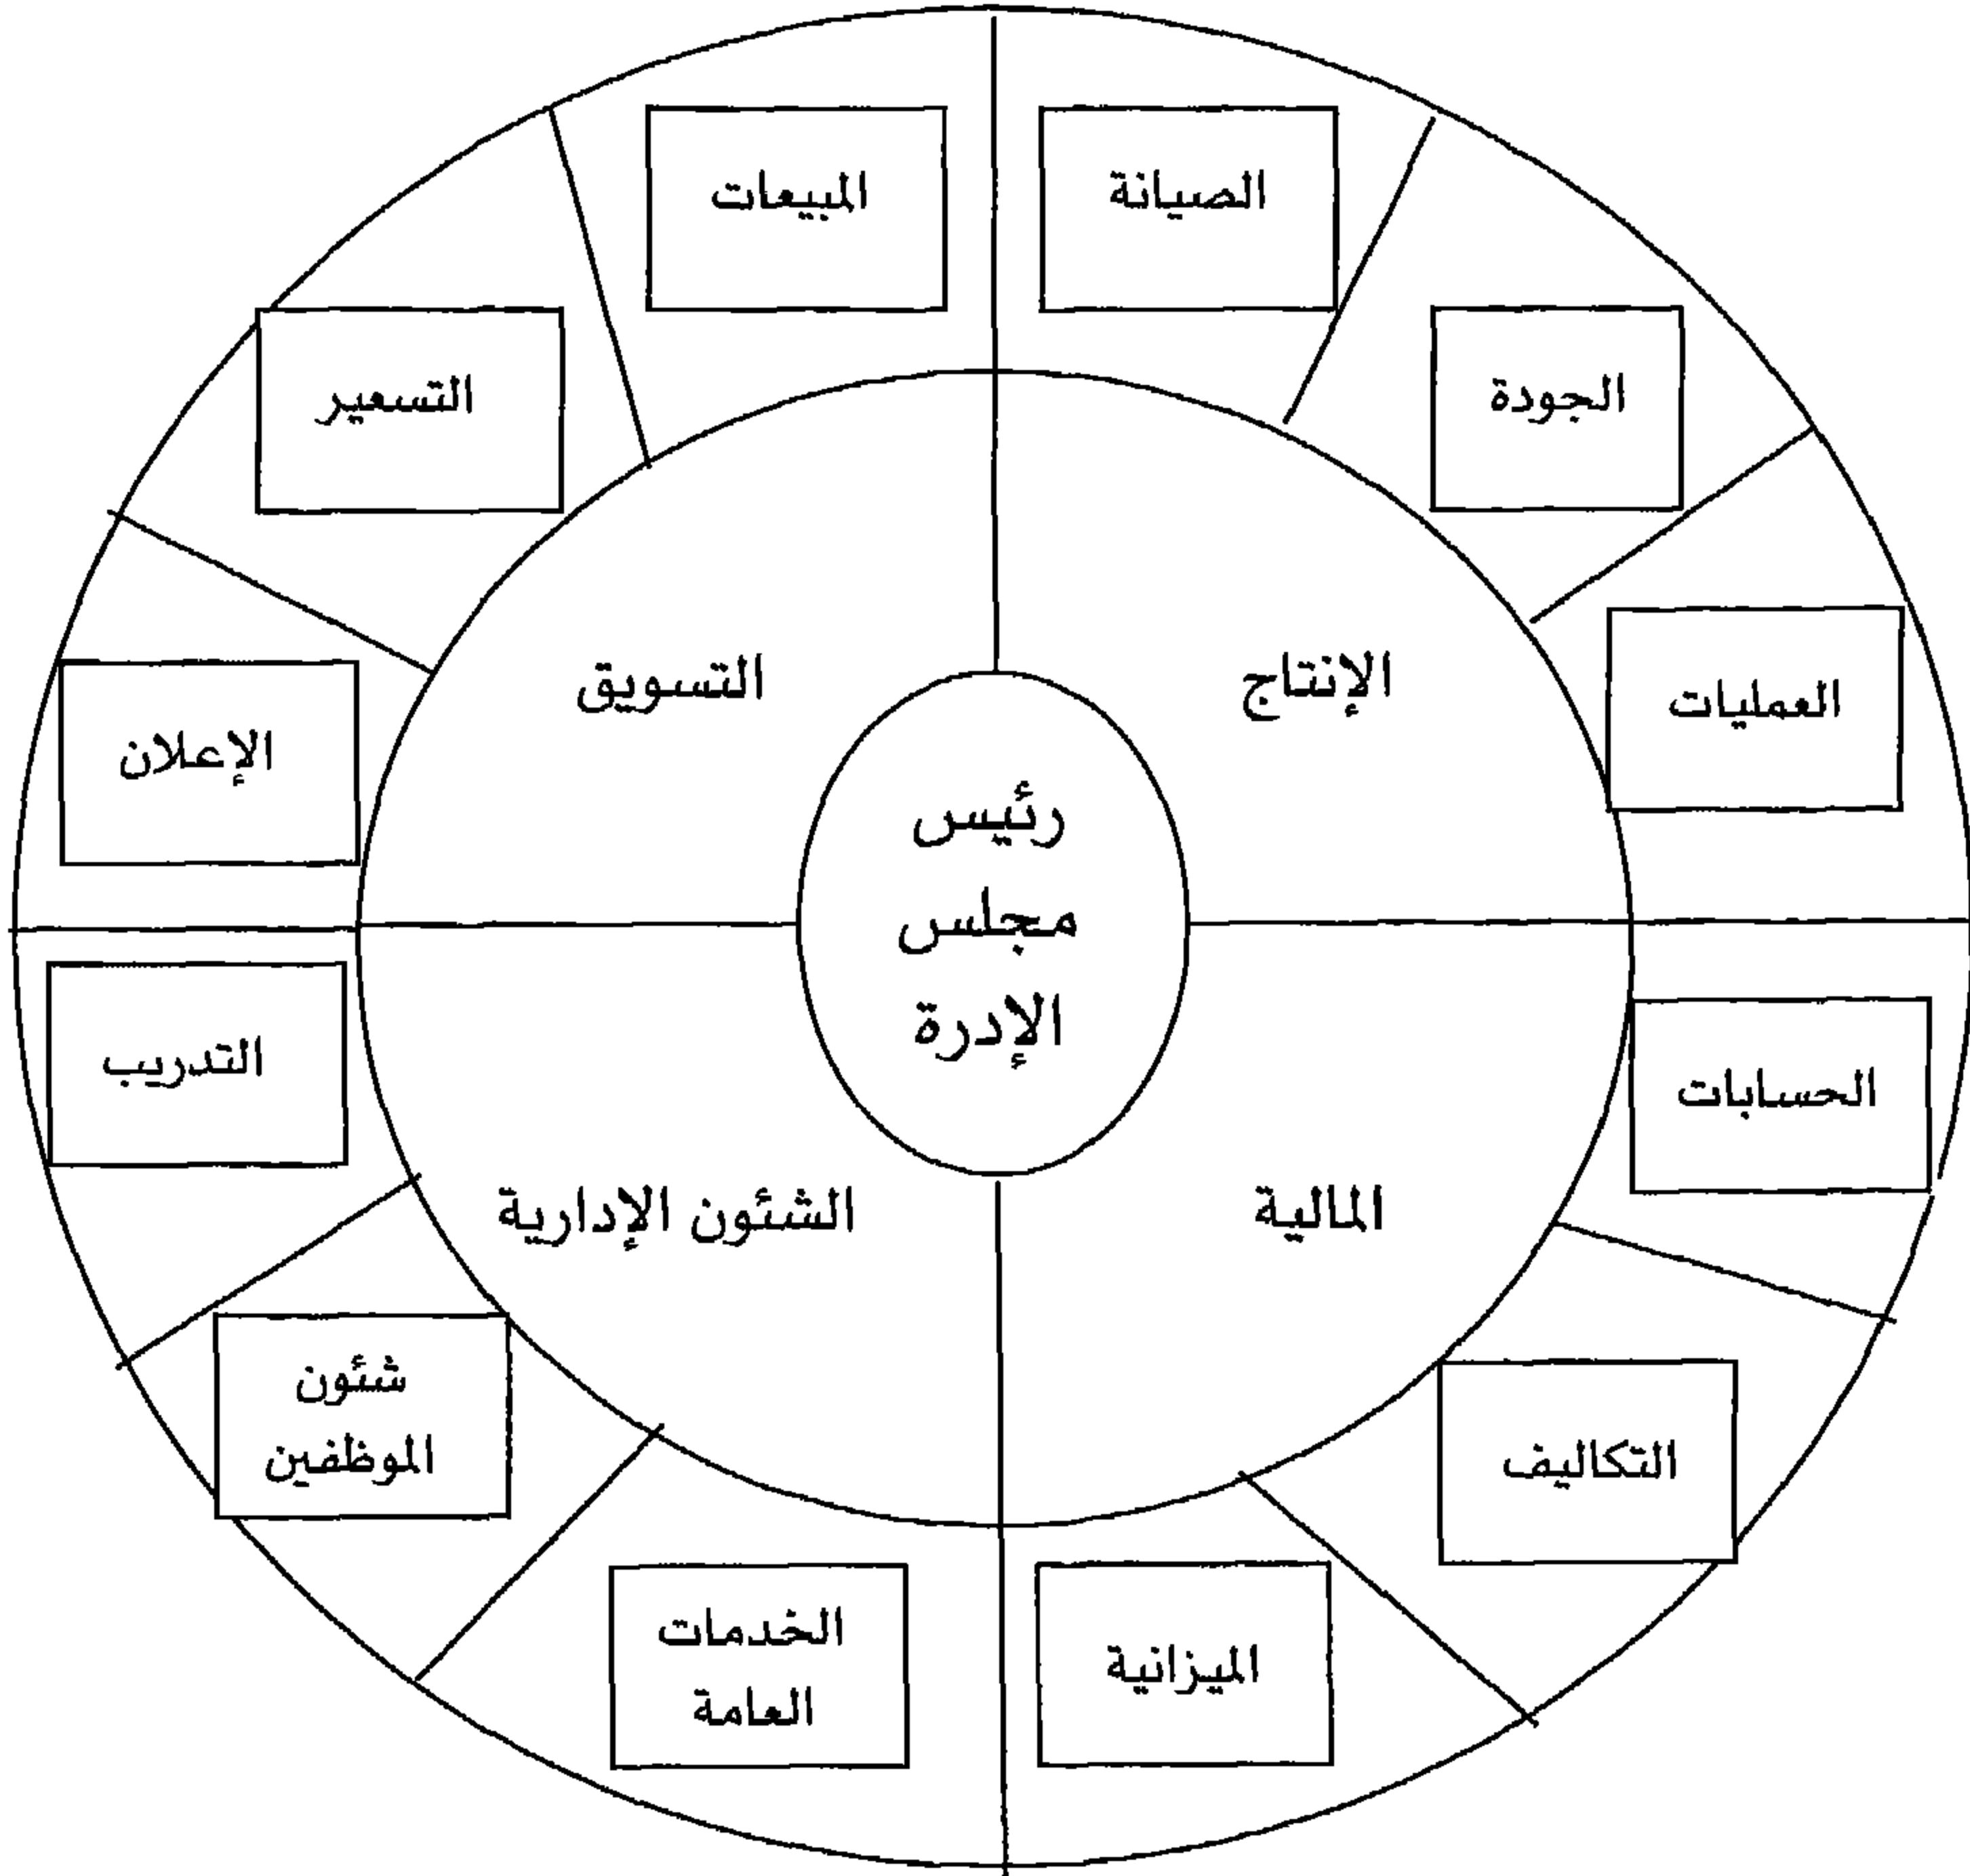 الصيانة
المبيعات
الجودة
التسعير
العمليات
الإنتاج
التسويق
الإعلان
رئيس
مجلس
الإدرة
الحسابات
التدريب
المالية
الشئون الإدارية
التكاليف
شئون
الموظفين
الميزانية
الخدمات
العامة